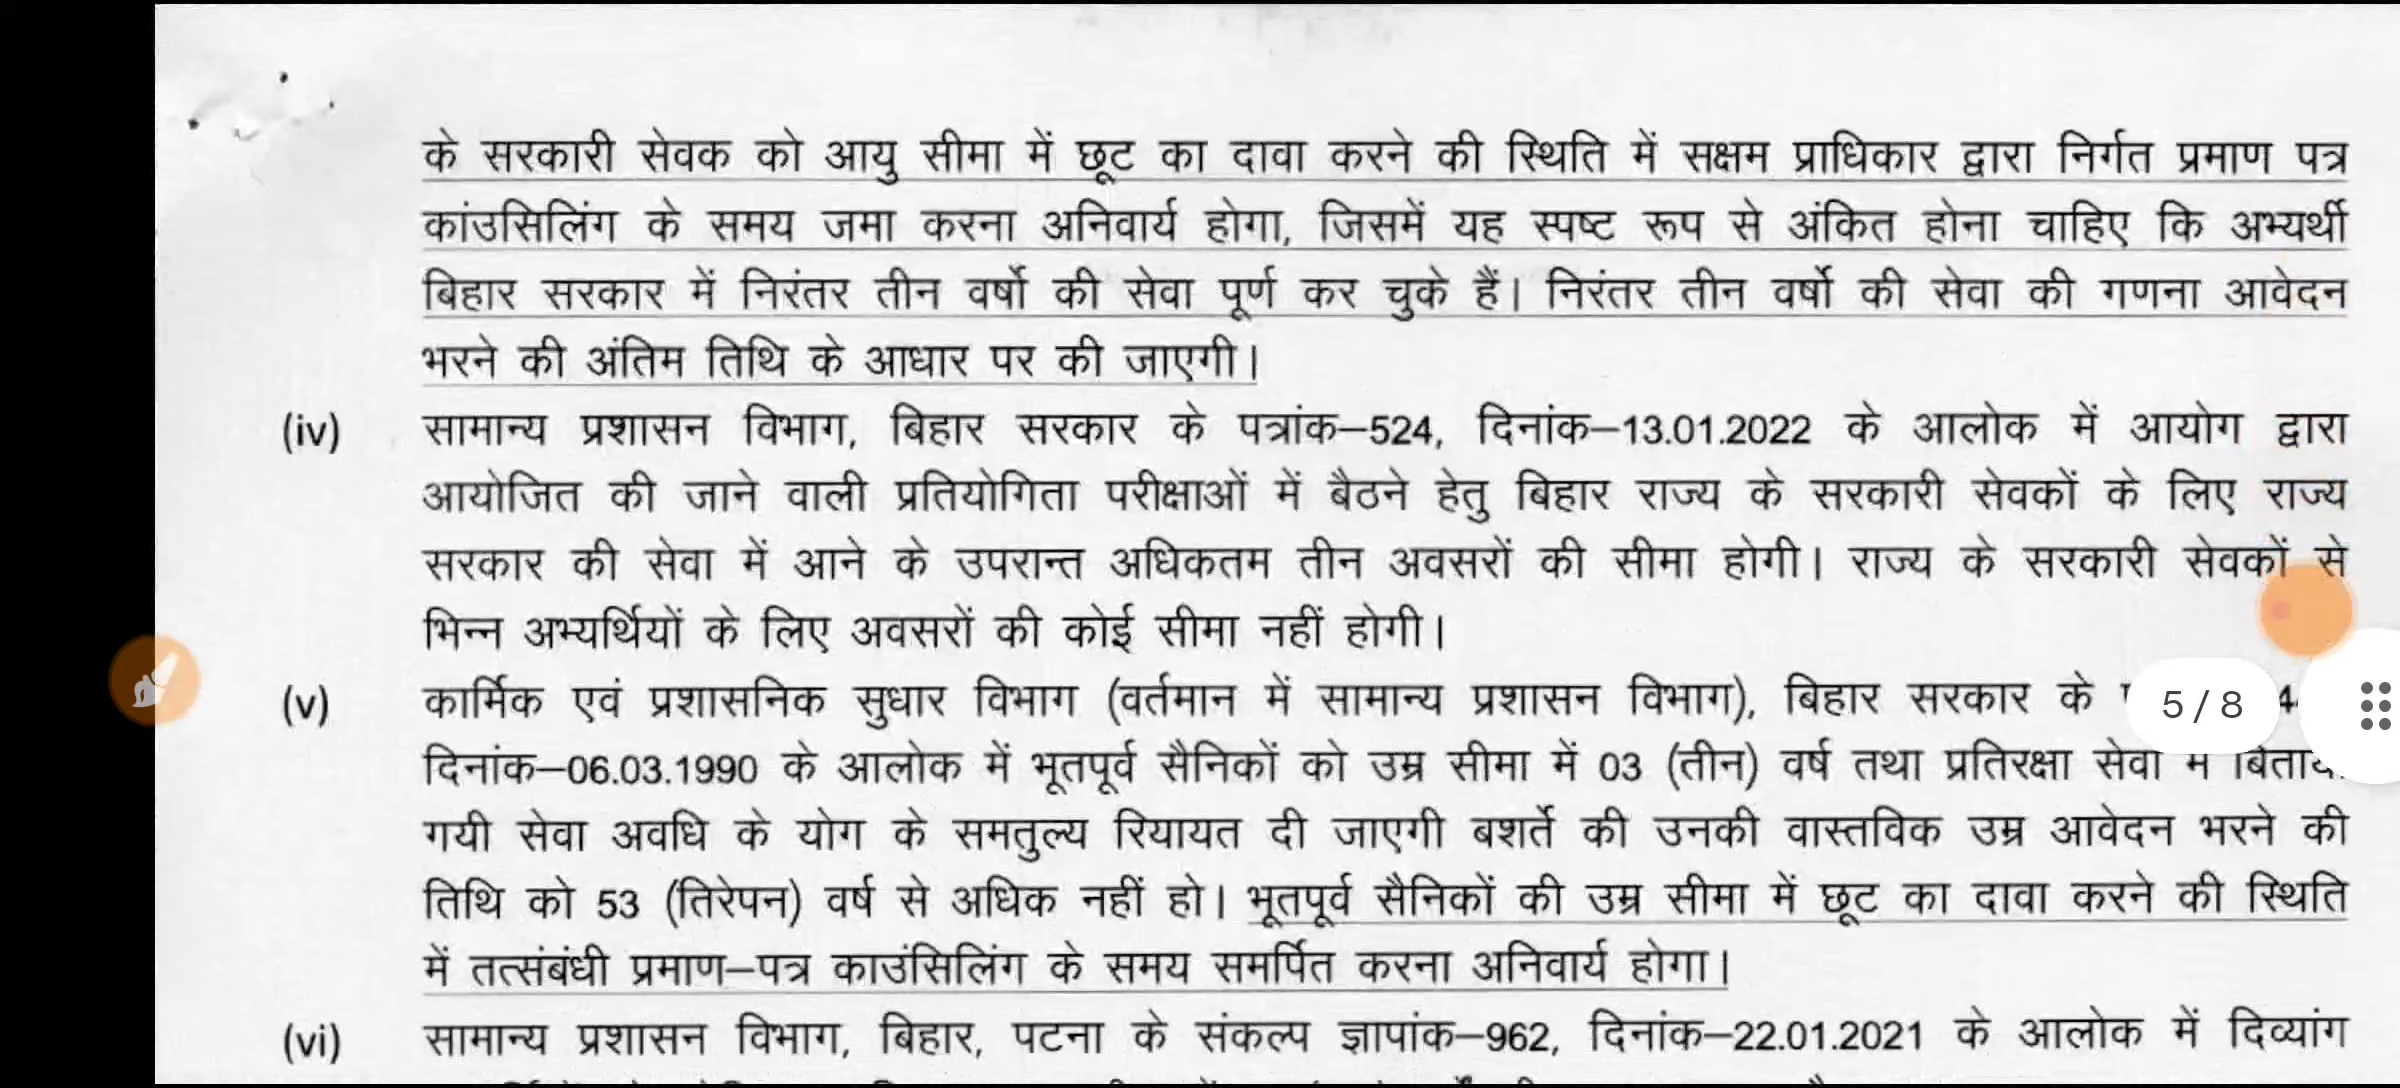 के सरकारी सेवक को आयु सीमा में छूट का दावा करने की स्थिति में सक्षम प्राधिकार द्वारा निर्गत प्रमाण पत्र
कांउसिलिंग के समय जमा करना अनिवार्य होगा, जिसमें यह स्पष्ट रूप से अंकित होना चाहिए कि अभ्यर्थी
बिहार सरकार में निरंतर तीन वर्षो की सेवा पूर्ण कर चुके हैं। निरंतर तीन वर्षो की सेवा की गणना आवेदन
भरने की अंतिम तिथि के आधार पर की जाएगी।
(iv) सामान्य प्रशासन विभाग, बिहार सरकार के पत्रांक–524, दिनांक–13.01.2022 के आलोक में आयोग द्वारा
आयोजित की जाने वाली प्रतियोगिता परीक्षाओं में बैठने हेतु बिहार राज्य के सरकारी सेवकों के लिए राज्य
सरकार की सेवा में आने के उपरान्त अधिकतम तीन अवसरों की सीमा होगी। राज्य के सरकारी सेवकों से
भिन्न अभ्यर्थियों के लिए अवसरों की कोई सीमा नहीं होगी।
(v) कार्मिक एवं प्रशासनिक सुधार विभाग (वर्तमान में सामान्य प्रशासन विभाग), बिहार सरकार के
5/8
दिनांक–06.03.1990 के आलोक में भूतपूर्व सैनिकों को उम्र सीमा में 03 (तीन) वर्ष तथा प्रतिरक्षा सेवा में
गयी सेवा अवधि के योग के समतुल्य रियायत दी जाएगी बशर्ते की उनकी वास्तविक उम्र आवेदन भरने की
तिथि को 53 (तिरेपन) वर्ष से अधिक नहीं हो। भूतपूर्व सैनिकों की उम्र सीमा में छूट का दावा करने की स्थिति
में तत्संबंधी प्रमाण–पत्र काउंसिलिंग के समय समर्पित करना अनिवार्य होगा।
(vi) सामान्य प्रशासन विभाग, बिहार, पटना के संकल्प ज्ञापांक–962, दिनांक–22.01.2021 के आलोक में दिव्यांग